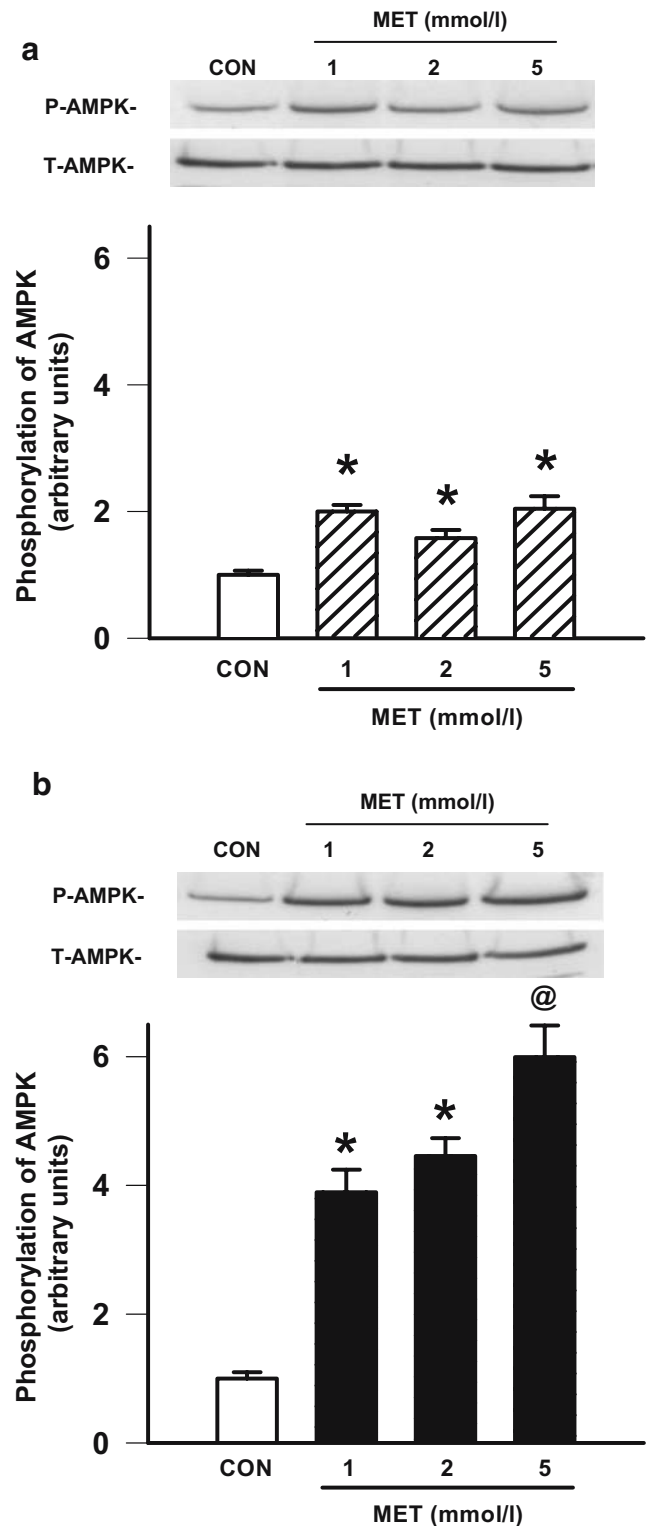 a
MET (mmol/l)
CON 1 2 5
P-AMPK-
T-AMPK-
Phosphorylation of AMPK
(arbitrary units)
6
4
2
0
* * *
CON 1 2 5
MET (mmol/l)
b
MET (mmol/l)
CON 1 2 5
P-AMPK-
T-AMPK-
Phosphorylation of AMPK
(arbitrary units)
6
4
2
0
* * @
CON 1 2 5
MET (mmol/l)